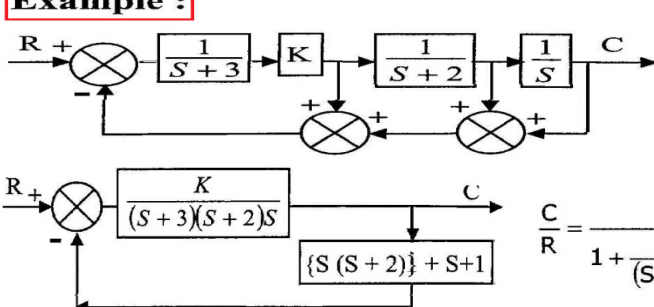 Example :
R + 1/(S + 3) K 1/(S + 2) 1/S C
-
+ + + +
R + K/((S + 3)(S + 2)S) C
-
{S (S + 2)} + S+1
C/R = 1 + (S